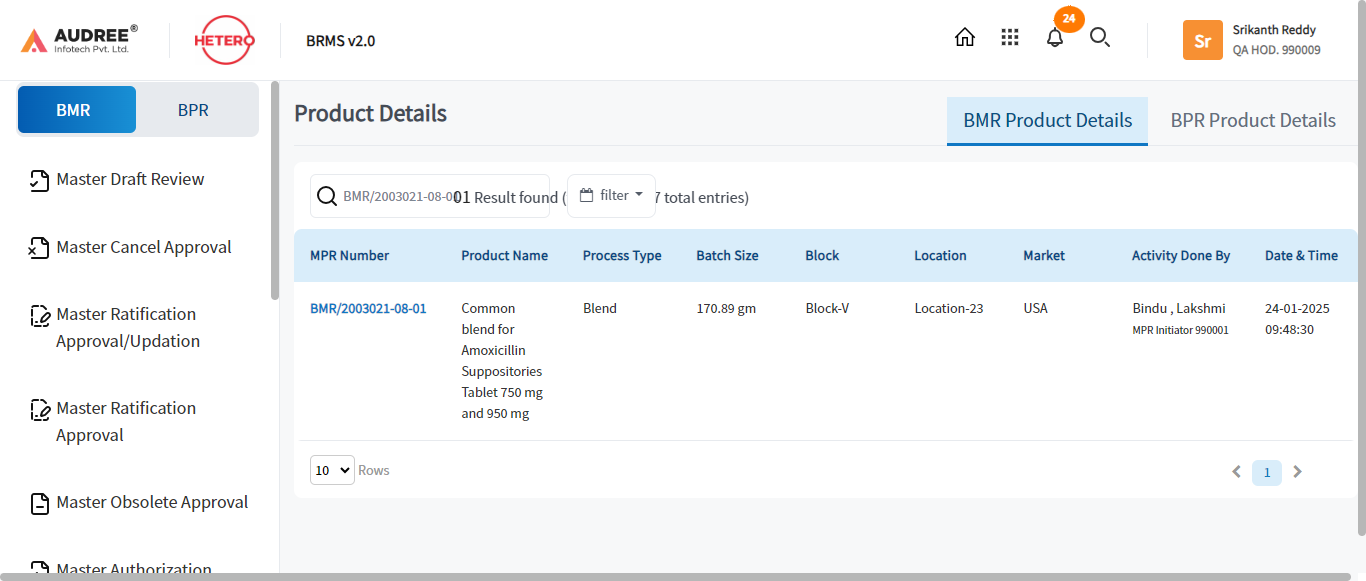 AUDREE®
Infotech Pvt. Ltd.
HETERO
BRMS v2.0
24
Sr
Srikanth Reddy
QA HOD. 990009
BMR
BPR
Master Draft Review
Master Cancel Approval
Master Ratification
Approval/Updation
Master Ratification
Approval
Master Obsolete Approval
Master Authorization
Product Details
BMR Product Details
BPR Product Details
BMR/2003021-08-01
01 Result found (
filter
7 total entries)
MPR Number Product Name Process Type Batch Size Block Location Market Activity Done By Date & Time
BMR/2003021-08-01 Common Blend 170.89 gm Block-V Location-23 USA Bindu , Lakshmi 24-01-2025
blend for MPR Initiator 990001 09:48:30
Amoxicillin
Suppositories
Tablet 750 mg
and 950 mg
10 Rows
1